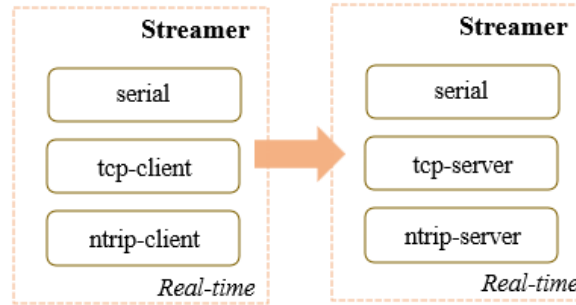 Streamer
serial
tcp-client
ntrip-client
Real-time
Streamer
serial
tcp-server
ntrip-server
Real-time